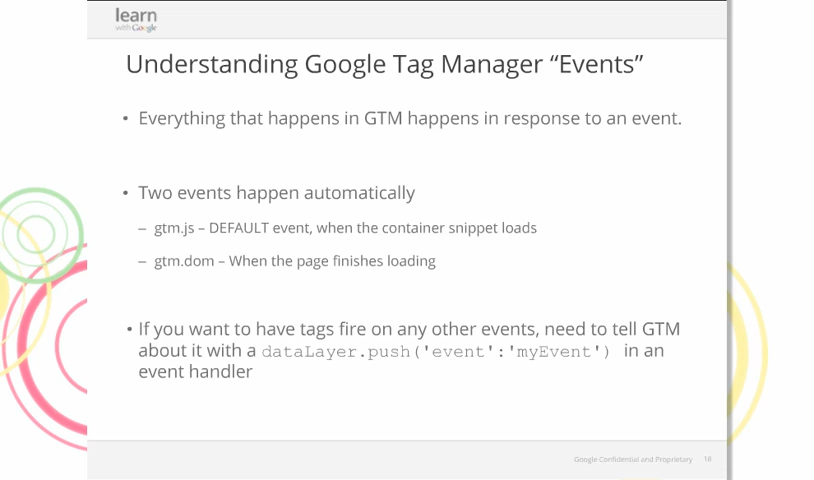 learn
with Google
Understanding Google Tag Manager “Events”
• Everything that happens in GTM happens in response to an event.
• Two events happen automatically
– gtm.js – DEFAULT event, when the container snippet loads
– gtm.dom – When the page finishes loading
• If you want to have tags fire on any other events, need to tell GTM
about it with a dataLayer.push('event':'myEvent') in an
event handler
Google Confidential and Proprietary 18